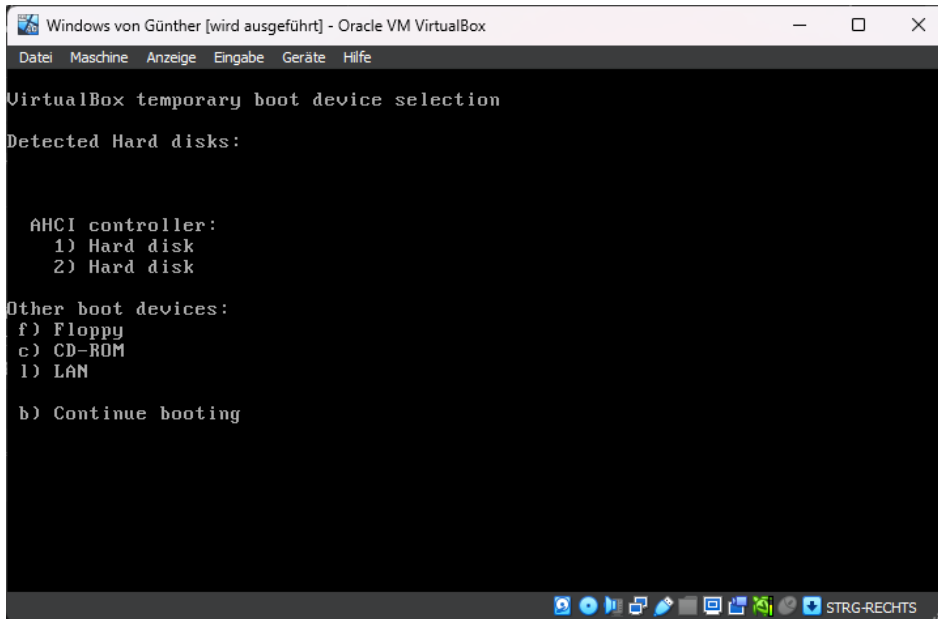 Windows von Günther [wird ausgeführt] - Oracle VM VirtualBox
Datei Maschine Anzeige Eingabe Geräte Hilfe
VirtualBox temporary boot device selection
Detected Hard disks:
AHCI controller:
1) Hard disk
2) Hard disk
Other boot devices:
f) Floppy
c) CD-ROM
l) LAN
b) Continue booting
STRG-RECHTS